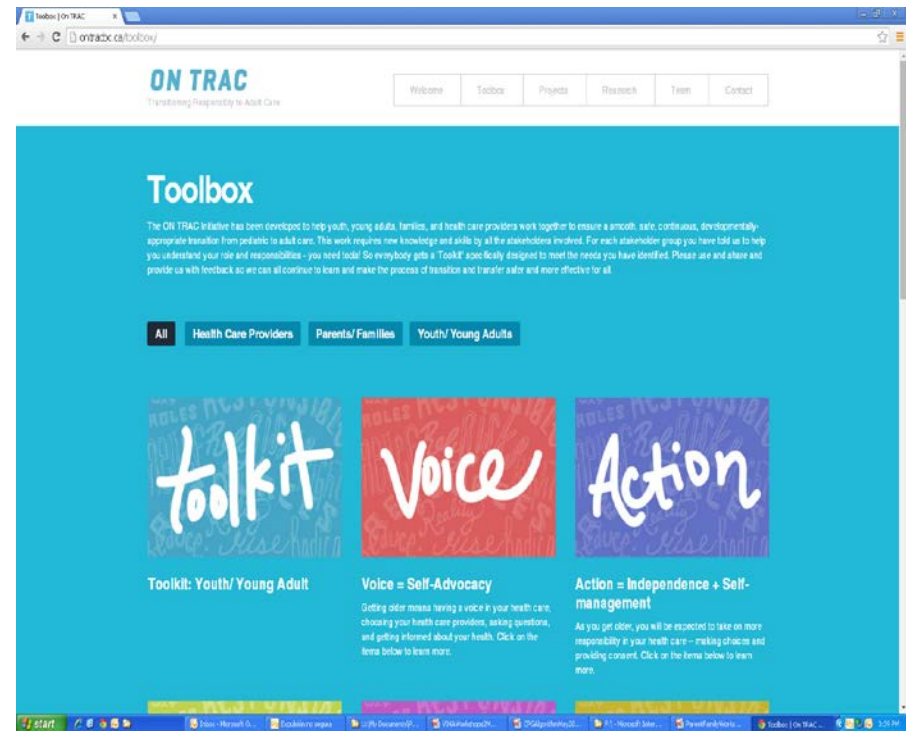 Toolbox | On TRAC
ontracbc.ca/toolbox/
ON TRAC
Transitioning Responsibly to Adult Care
Welcome Toolbox Projects Research Team Contact
Toolbox
The ON TRAC Initiative has been developed to help youth, young adults, families, and health care providers work together to ensure a smooth, safe, continuous, developmentally-
appropriate transition from pediatric to adult care. This work requires new knowledge and skills by all the stakeholders involved. For each stakeholder group you have told us to help
you understand your role and responsibilities - you need tools! So everybody gets a 'Toolkit' specifically designed to meet the needs you have identified. Please use and share and
provide us with feedback so we can all continue to learn and make the process of transition and transfer safer and more effective for all.
All Health Care Providers Parents/ Families Youth/ Young Adults
toolkit Voice Action
Toolkit: Youth/ Young Adult
Voice = Self-Advocacy
Getting older means having a voice in your health care,
choosing your health care providers, asking questions,
and getting informed about your health. Click on the
items below to learn more.
Action = Independence + Self-
management
As you get older, you will be expected to take on more
responsibility in your health care – making choices and
providing consent. Click on the items below to learn
more.
start
Toolbox | On TRAC ...